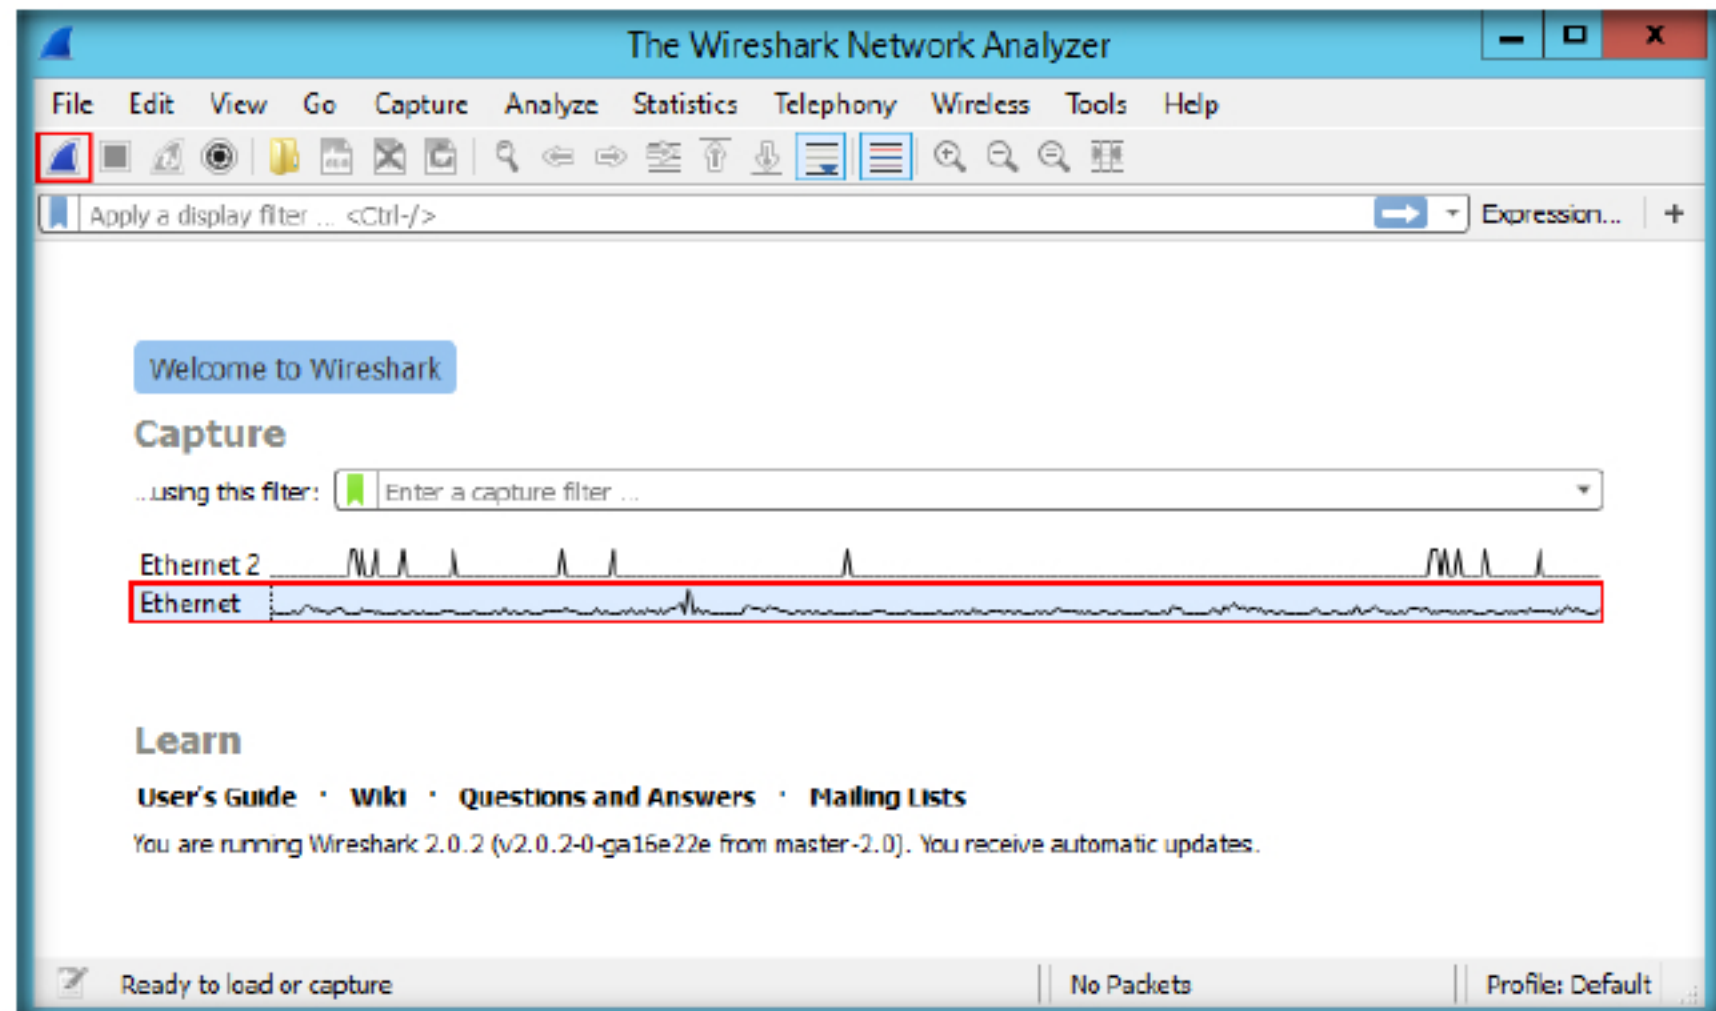 The Wireshark Network Analyzer
File Edit View Go Capture Analyze Statistics Telephony Wireless Tools Help
Apply a display filter ... <Ctrl-/> Expression... +
Welcome to Wireshark
Capture
...using this filter: Enter a capture filter ...
Ethernet 2
Ethernet
Learn
User's Guide · Wiki · Questions and Answers · Mailing Lists
You are running Wireshark 2.0.2 (v2.0.2-0-ga16e22e from master-2.0). You receive automatic updates.
Ready to load or capture No Packets Profile: Default